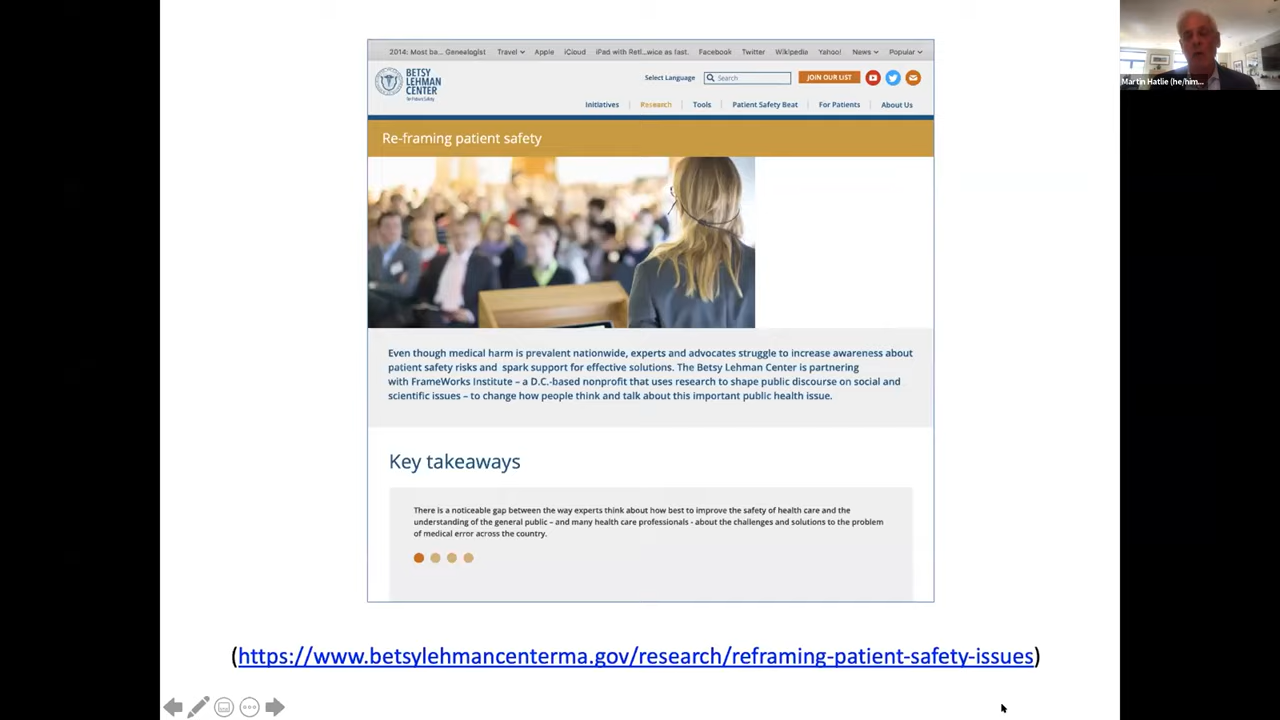 2014: Most ba... Genealogist Travel Apple iCloud iPad with Reti...wice as fast. Facebook Twitter Wikipedia Yahoo! News Popular
BETSY
LEHMAN
CENTER
for Patient Safety
Select Language Search JOIN OUR LIST
Initiatives Research Tools Patient Safety Beat For Patients About Us
Re-framing patient safety
Even though medical harm is prevalent nationwide, experts and advocates struggle to increase awareness about
patient safety risks and spark support for effective solutions. The Betsy Lehman Center is partnering
with FrameWorks Institute – a D.C.-based nonprofit that uses research to shape public discourse on social and
scientific issues – to change how people think and talk about this important public health issue.
Key takeaways
There is a noticeable gap between the way experts think about how best to improve the safety of health care and the
understanding of the general public – and many health care professionals - about the challenges and solutions to the problem
of medical error across the country.
(https://www.betsylehmancenterma.gov/research/reframing-patient-safety-issues)
Martin Hatlie (he/him...